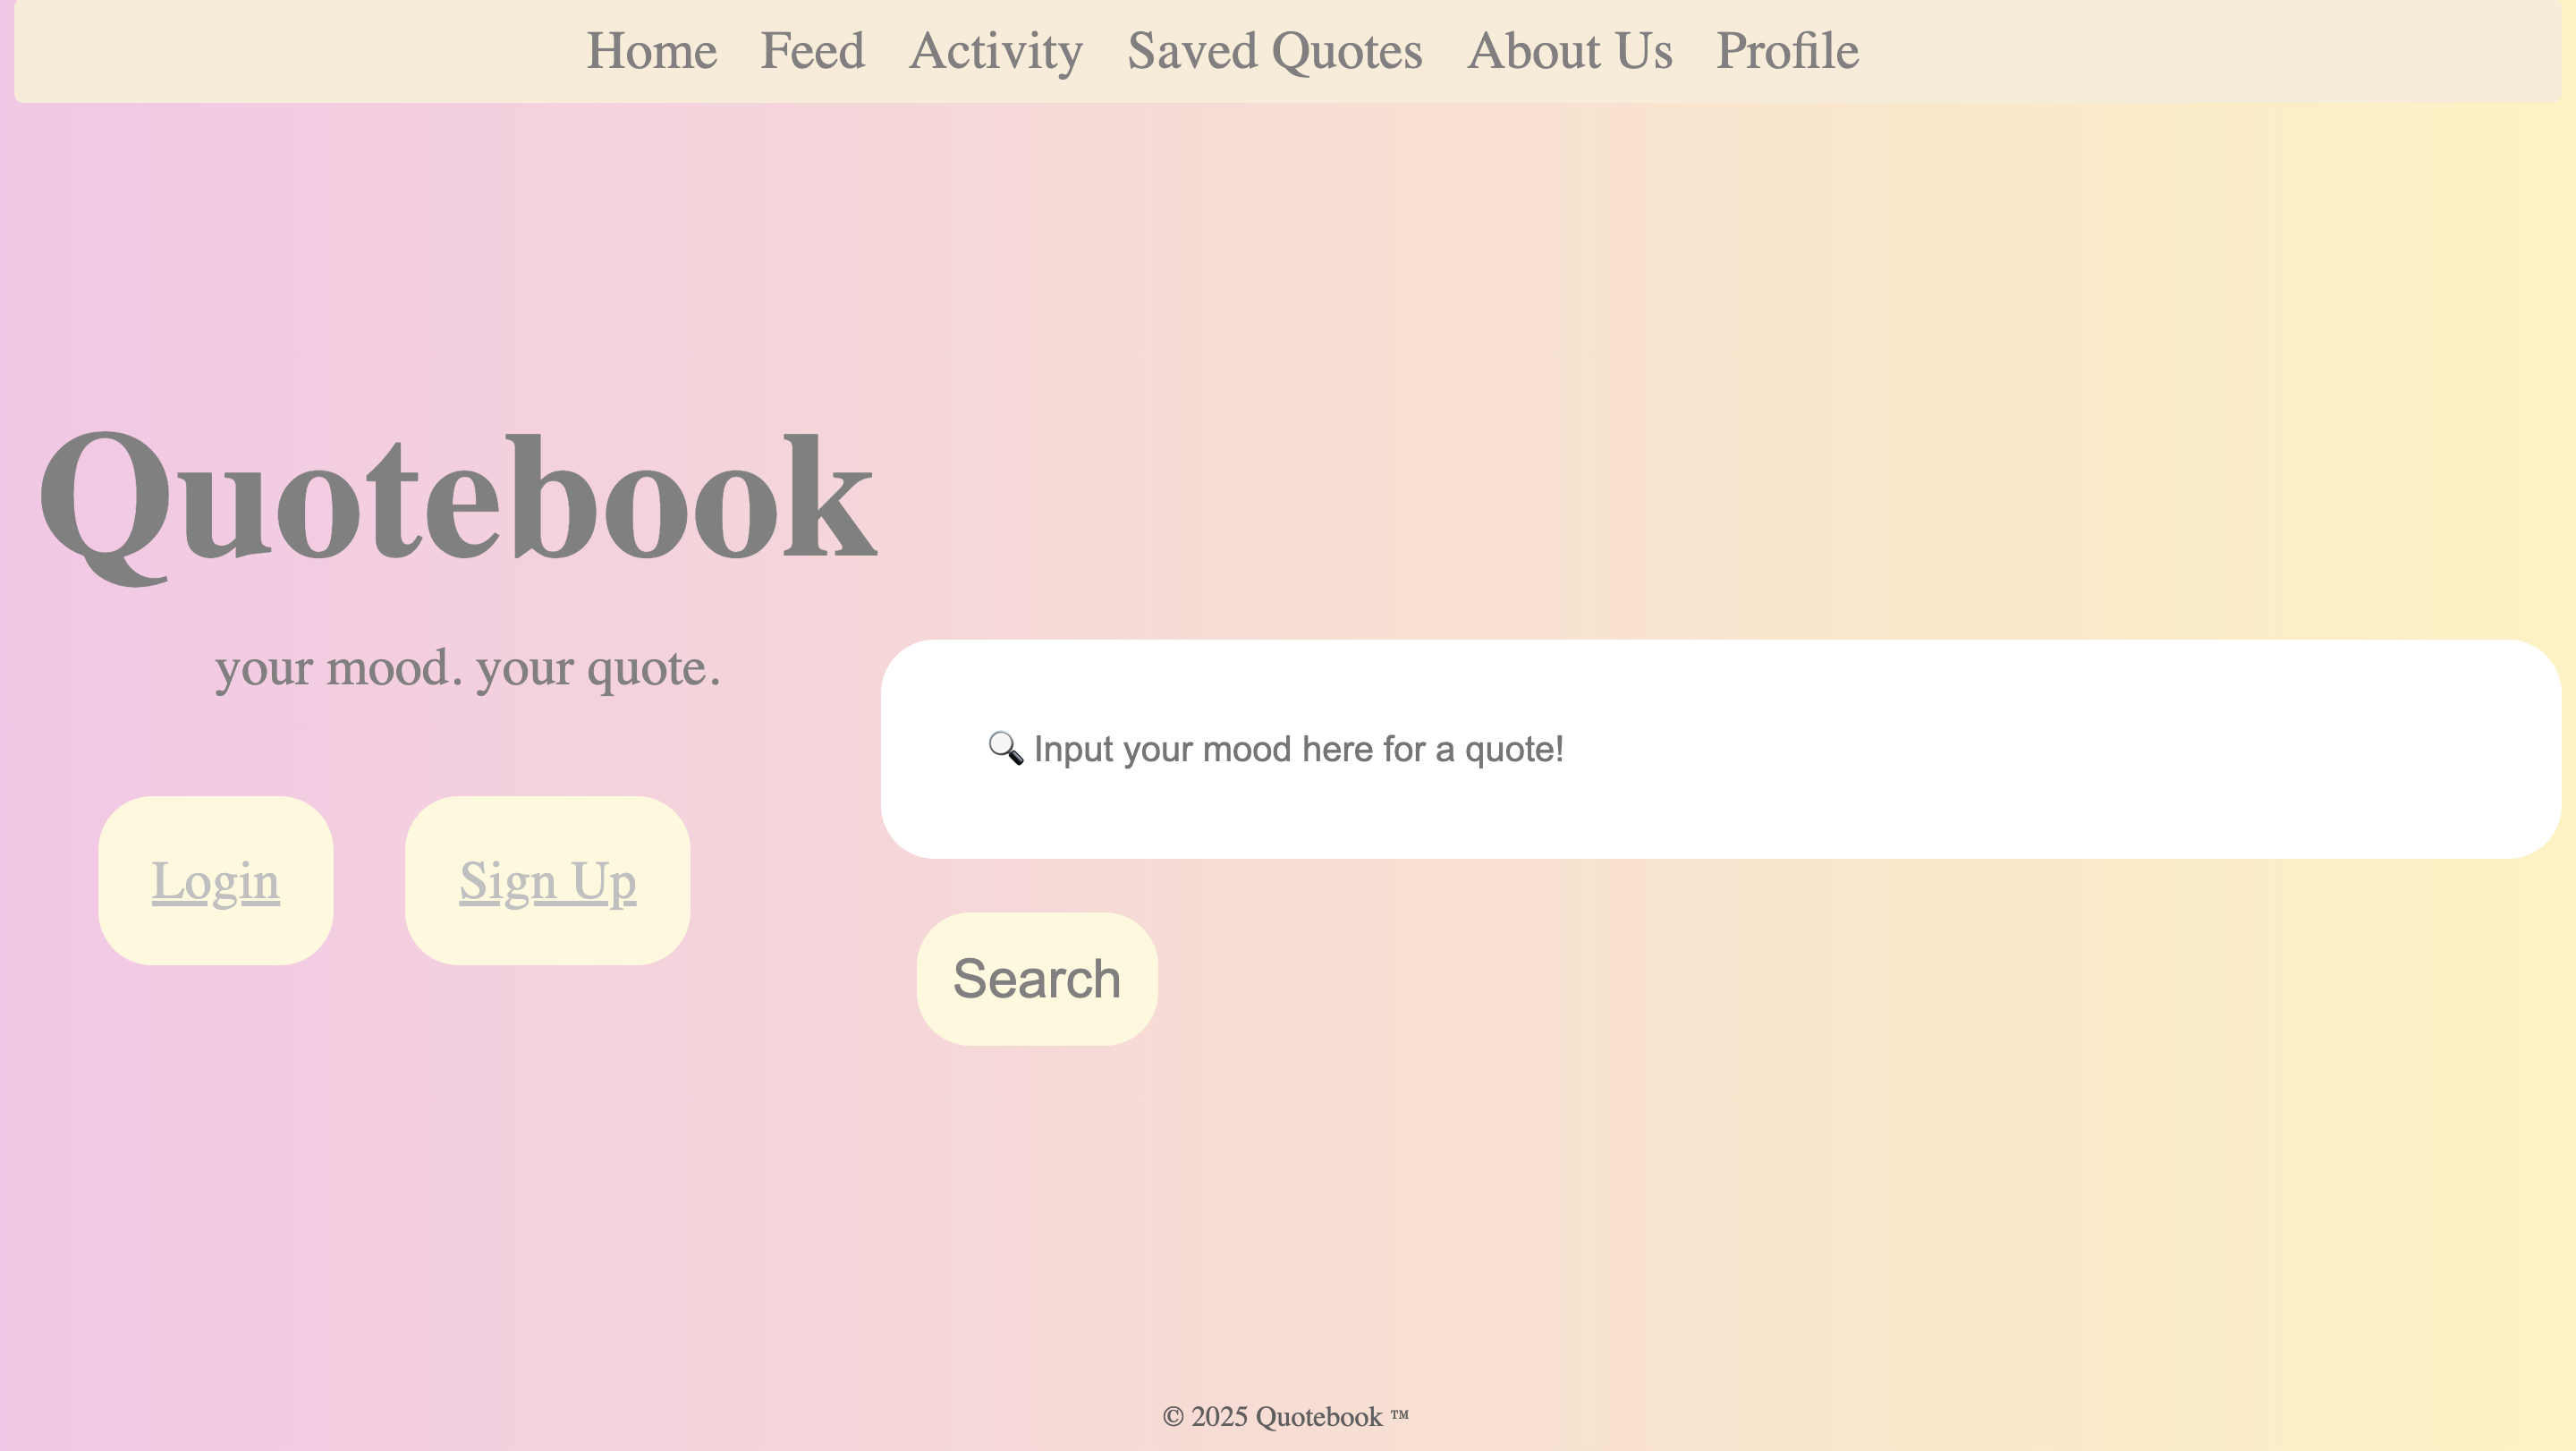 Home Feed Activity Saved Quotes About Us Profile
Quotebook
your mood. your quote.
Login Sign Up
🔍 Input your mood here for a quote!
Search
© 2025 Quotebook ™